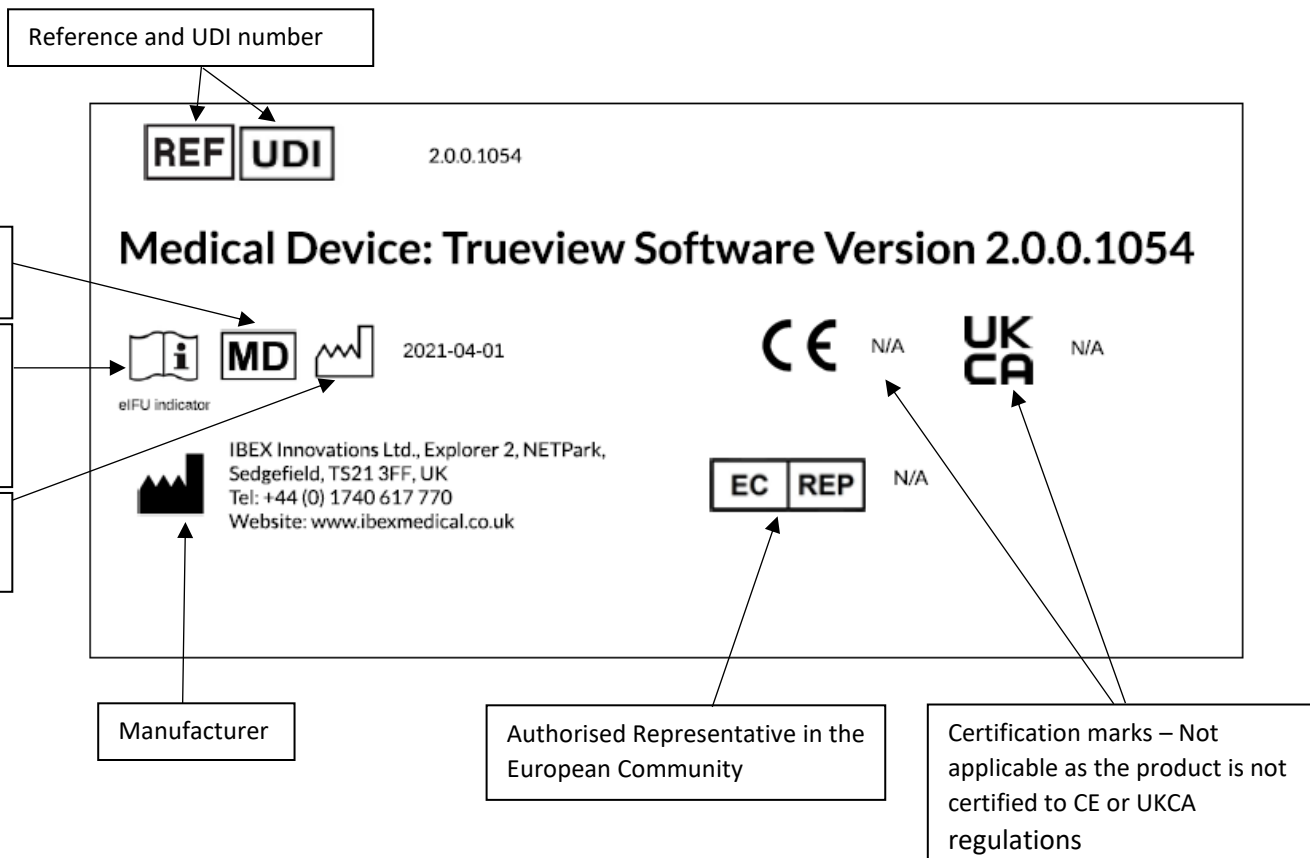 Reference and UDI number
REF UDI 2.0.0.1054
Medical Device: Trueview Software Version 2.0.0.1054
MD 2021-04-01
CE N/A
UK
CA N/A
eIFU indicator
IBEX Innovations Ltd., Explorer 2, NETPark,
Sedgefield, TS21 3FF, UK
Tel: +44 (0) 1740 617 770
Website: www.ibexmedical.co.uk
EC REP N/A
Manufacturer
Authorised Representative in the
European Community
Certification marks – Not
applicable as the product is not
certified to CE or UKCA
regulations